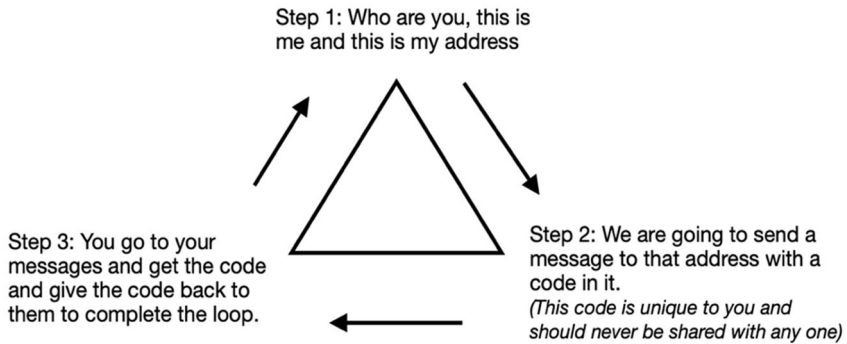 Step 1: Who are you, this is
me and this is my address
Step 2: We are going to send a
message to that address with a
code in it.
(This code is unique to you and
should never be shared with any one)
Step 3: You go to your
messages and get the code
and give the code back to
them to complete the loop.